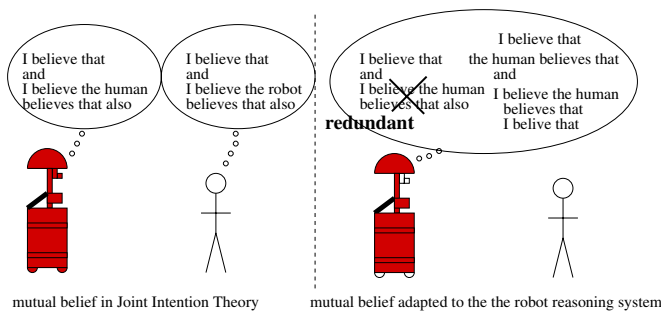 I believe that
and
I believe the human
believes that also
I believe that
and
I believe the robot
believes that also
I believe that
and
I believe the human
believes that also
redundant
I believe that
the human believes that
and
I believe the human
believes that
I belive that
mutual belief in Joint Intention Theory
mutual belief adapted to the the robot reasoning system